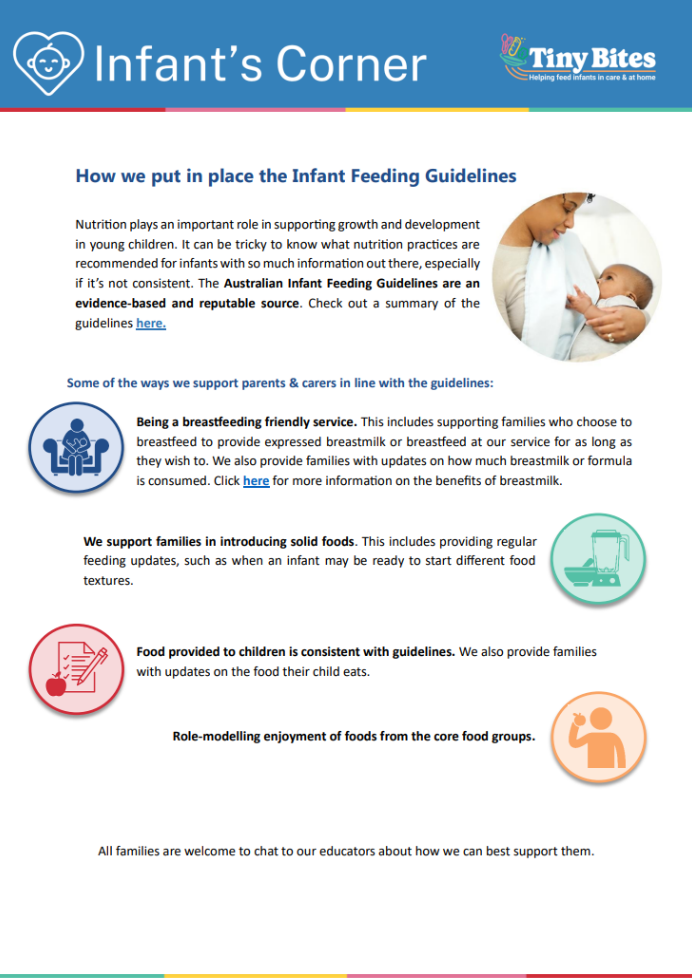 Infant's Corner
Tiny Bites
Helping feed infants in care & at home
How we put in place the Infant Feeding Guidelines
Nutrition plays an important role in supporting growth and development
in young children. It can be tricky to know what nutrition practices are
recommended for infants with so much information out there, especially
if it's not consistent. The Australian Infant Feeding Guidelines are an
evidence-based and reputable source. Check out a summary of the
guidelines here.
Some of the ways we support parents & carers in line with the guidelines:
Being a breastfeeding friendly service. This includes supporting families who choose to
breastfeed to provide expressed breastmilk or breastfeed at our service for as long as
they wish to. We also provide families with updates on how much breastmilk or formula
is consumed. Click here for more information on the benefits of breastmilk.
We support families in introducing solid foods. This includes providing regular
feeding updates, such as when an infant may be ready to start different food
textures.
Food provided to children is consistent with guidelines. We also provide families
with updates on the food their child eats.
Role-modelling enjoyment of foods from the core food groups.
All families are welcome to chat to our educators about how we can best support them.